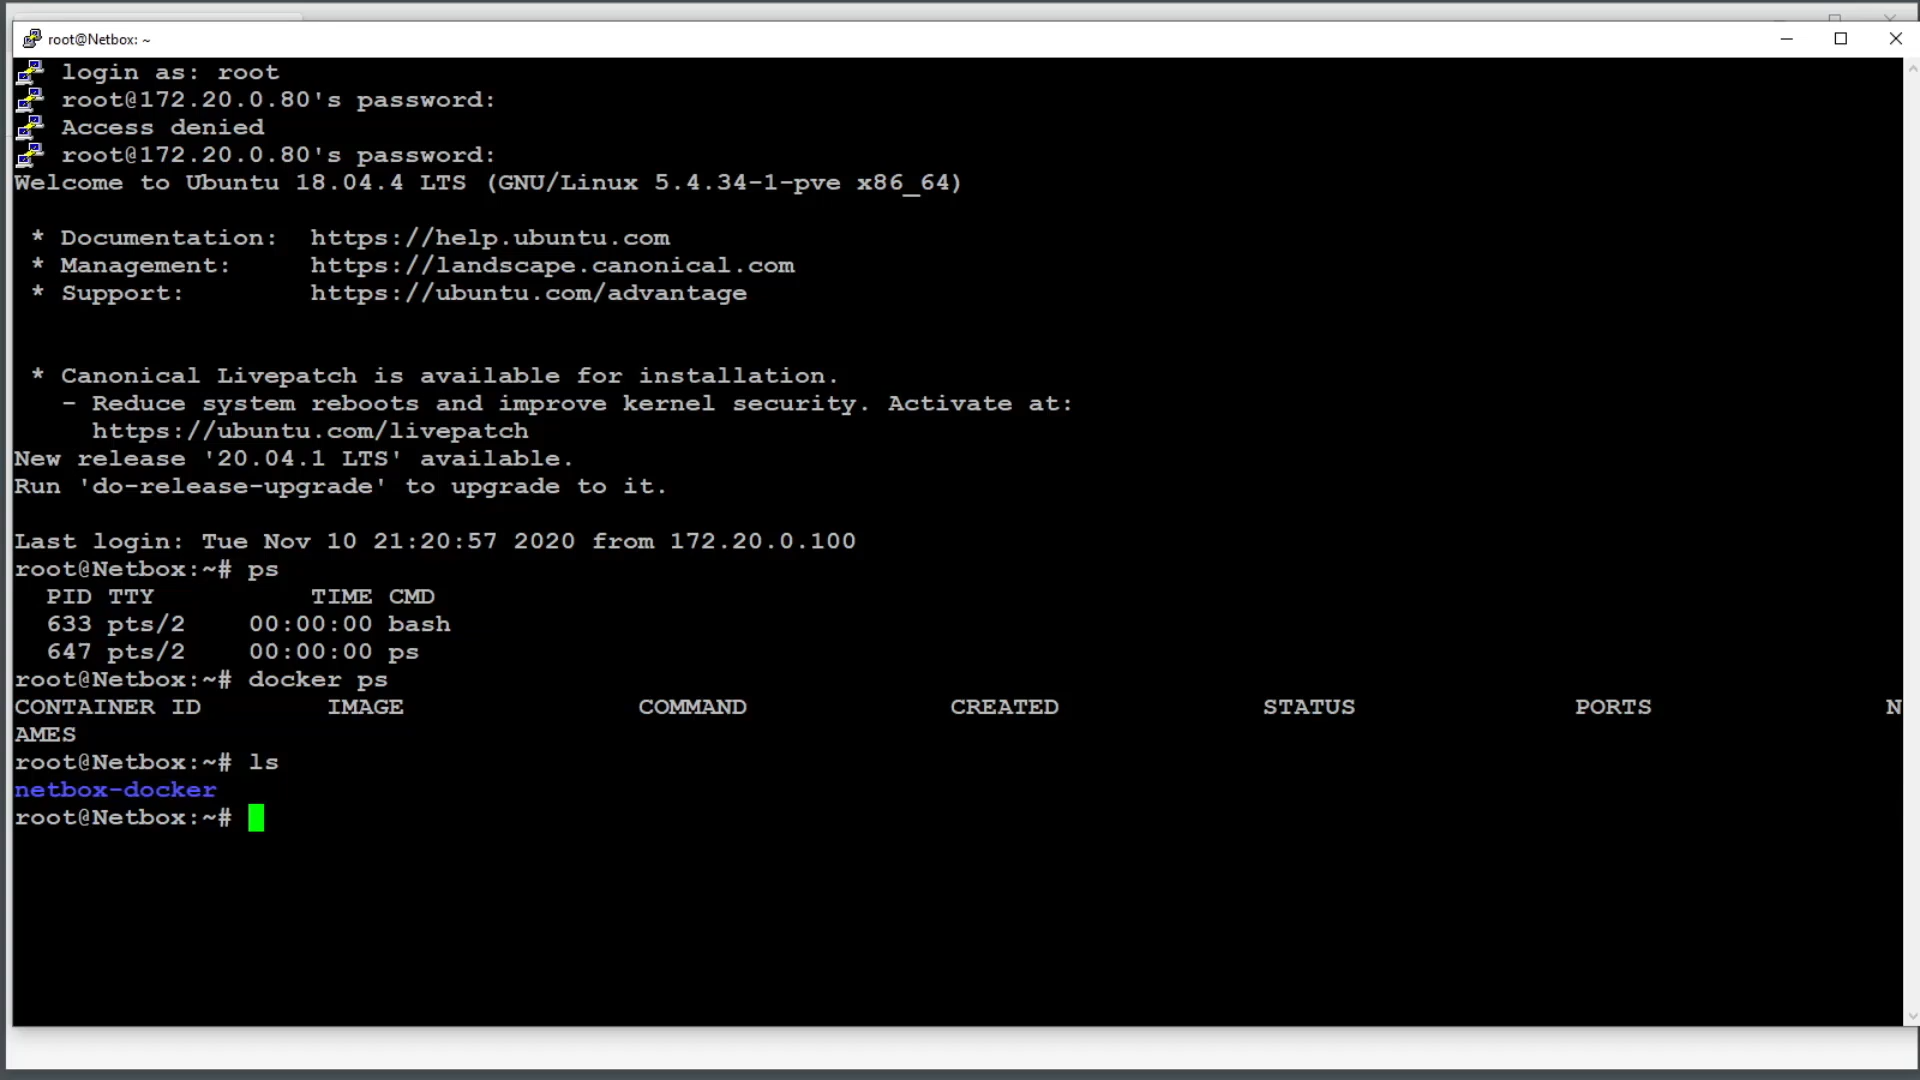 root@Netbox: ~
login as: root
root@172.20.0.80's password:
Access denied
root@172.20.0.80's password:
Welcome to Ubuntu 18.04.4 LTS (GNU/Linux 5.4.34-1-pve x86_64)
* Documentation:  https://help.ubuntu.com
* Management:     https://landscape.canonical.com
* Support:        https://ubuntu.com/advantage
* Canonical Livepatch is available for installation.
- Reduce system reboots and improve kernel security. Activate at:
https://ubuntu.com/livepatch
New release '20.04.1 LTS' available.
Run 'do-release-upgrade' to upgrade to it.
Last login: Tue Nov 10 21:20:57 2020 from 172.20.0.100
root@Netbox:~# ps
PID TTY          TIME CMD
633 pts/2    00:00:00 bash
647 pts/2    00:00:00 ps
root@Netbox:~# docker ps
CONTAINER ID        IMAGE               COMMAND             CREATED             STATUS              PORTS               N
AMES
root@Netbox:~# ls
netbox-docker
root@Netbox:~#